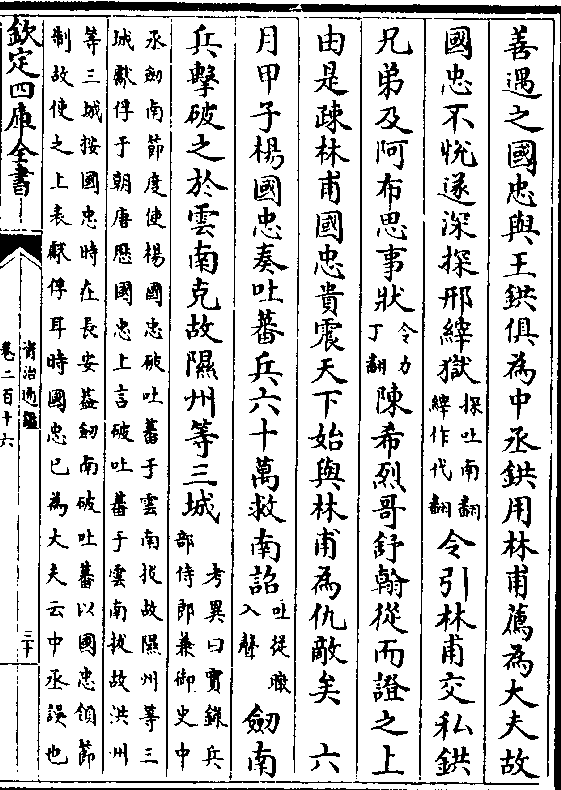 善遇之國忠與王鉷俱為中丞鉷用林甫薦為大夫故
國忠不悦遂深探邢縡獄探吐南翻縡作代翻令引林甫交私鉷
兄弟及阿布思事狀令力丁翻陳希烈哥舒翰從而證之上
由是疎林甫國忠貴震天下始與林甫為仇敵矣 六
月甲子楊國忠奏吐蕃兵六十萬救南詔吐從暾入聲劒南
兵擊破之於雲南克故隰州等三城考異曰實錄兵部侍郎兼御史中
丞劒南節度使楊國忠破吐蕃于雲南拔故隰州等三
城獻俘于朝唐厯國忠上言破吐蕃于雲南拔故洪州
等三城按國忠時在長安葢劒南破吐蕃以國忠領節
制故使之上表獻俘耳時國忠已為大夫云中丞誤也
欽定四庫全書
資治通鑑
卷二百十六
三十